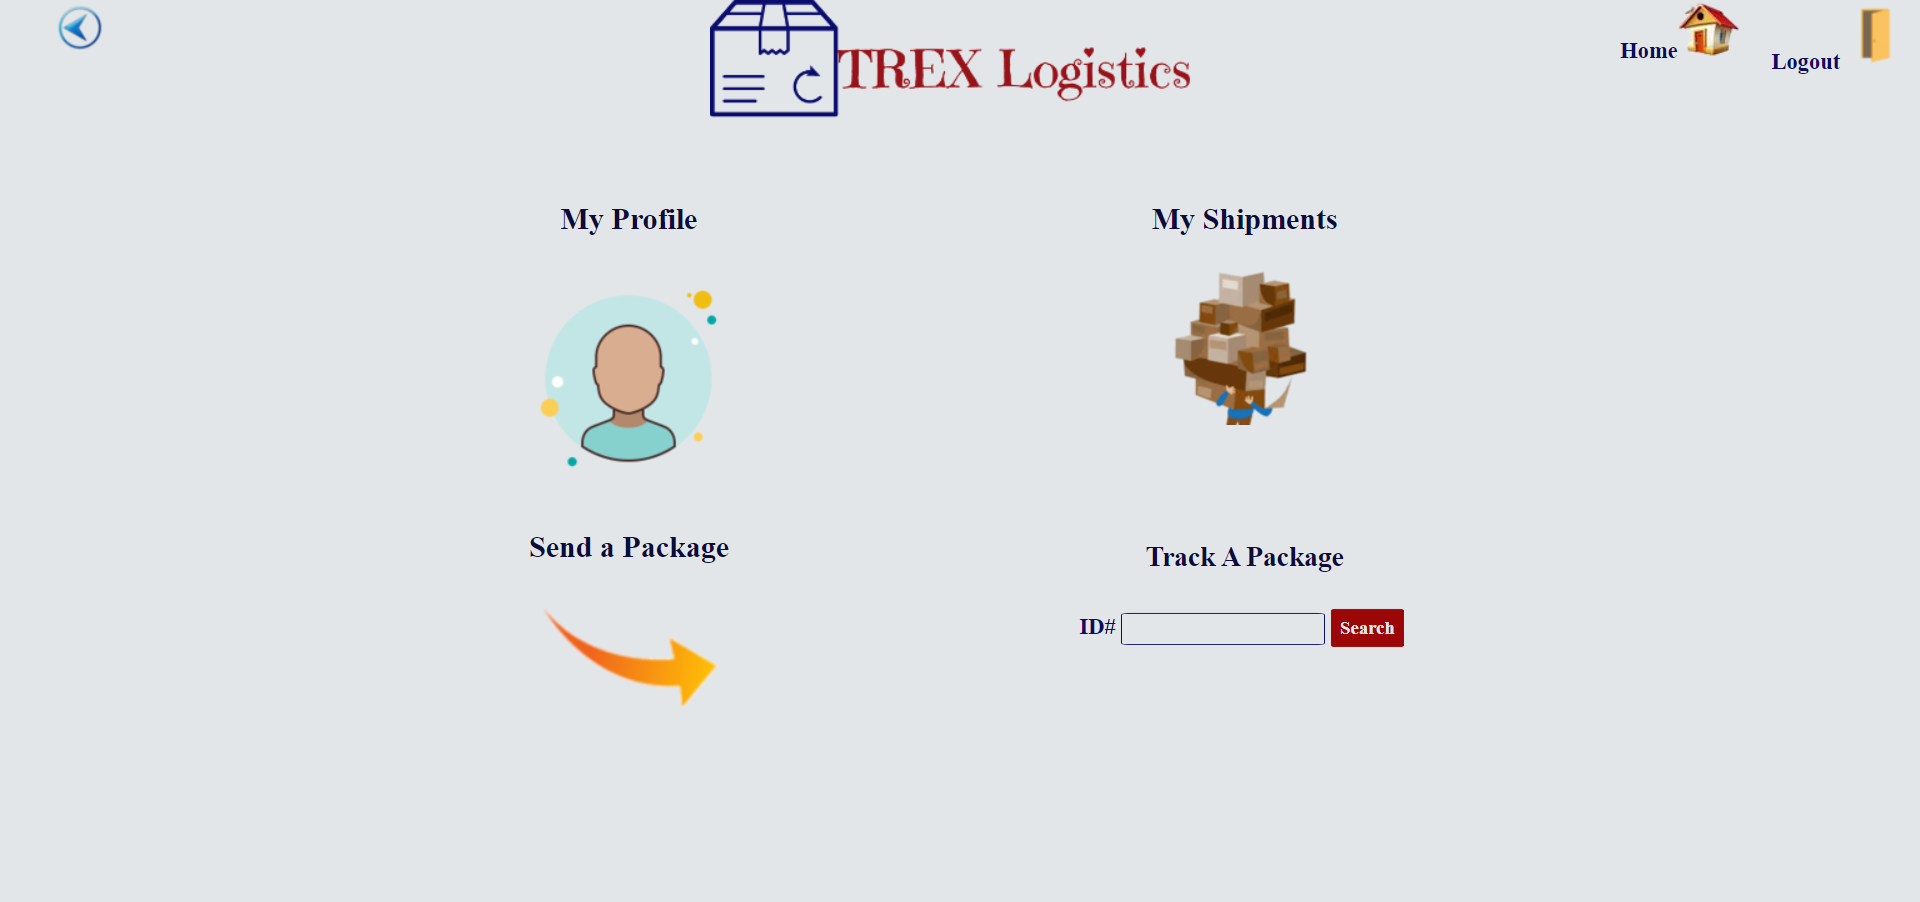 TREX Logistics
Home
Logout
My Profile
My Shipments
Send a Package
Track A Package
ID# Search